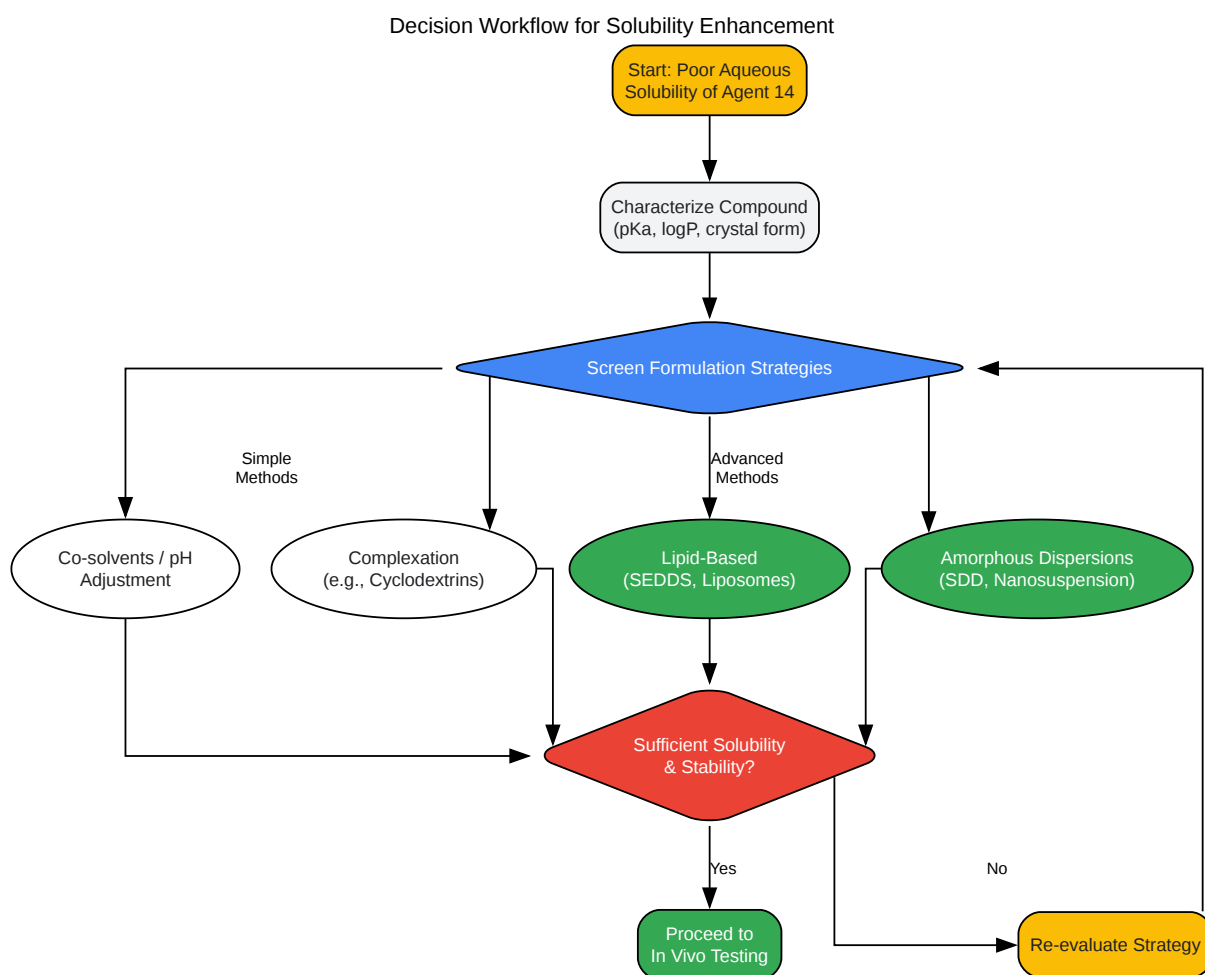 Decision Workflow for Solubility Enhancement
Start: Poor Aqueous
Solubility of Agent 14
Characterize Compound
(pKa, logP, crystal form)
Screen Formulation Strategies
Simple
Methods
Advanced
Methods
Co-solvents / pH
Adjustment
Complexation
(e.g., Cyclodextrins)
Lipid-Based
(SEDDS, Liposomes)
Amorphous Dispersions
(SDD, Nanosuspension)
Sufficient Solubility
& Stability?
Yes
No
Proceed to
In Vivo Testing
Re-evaluate Strategy